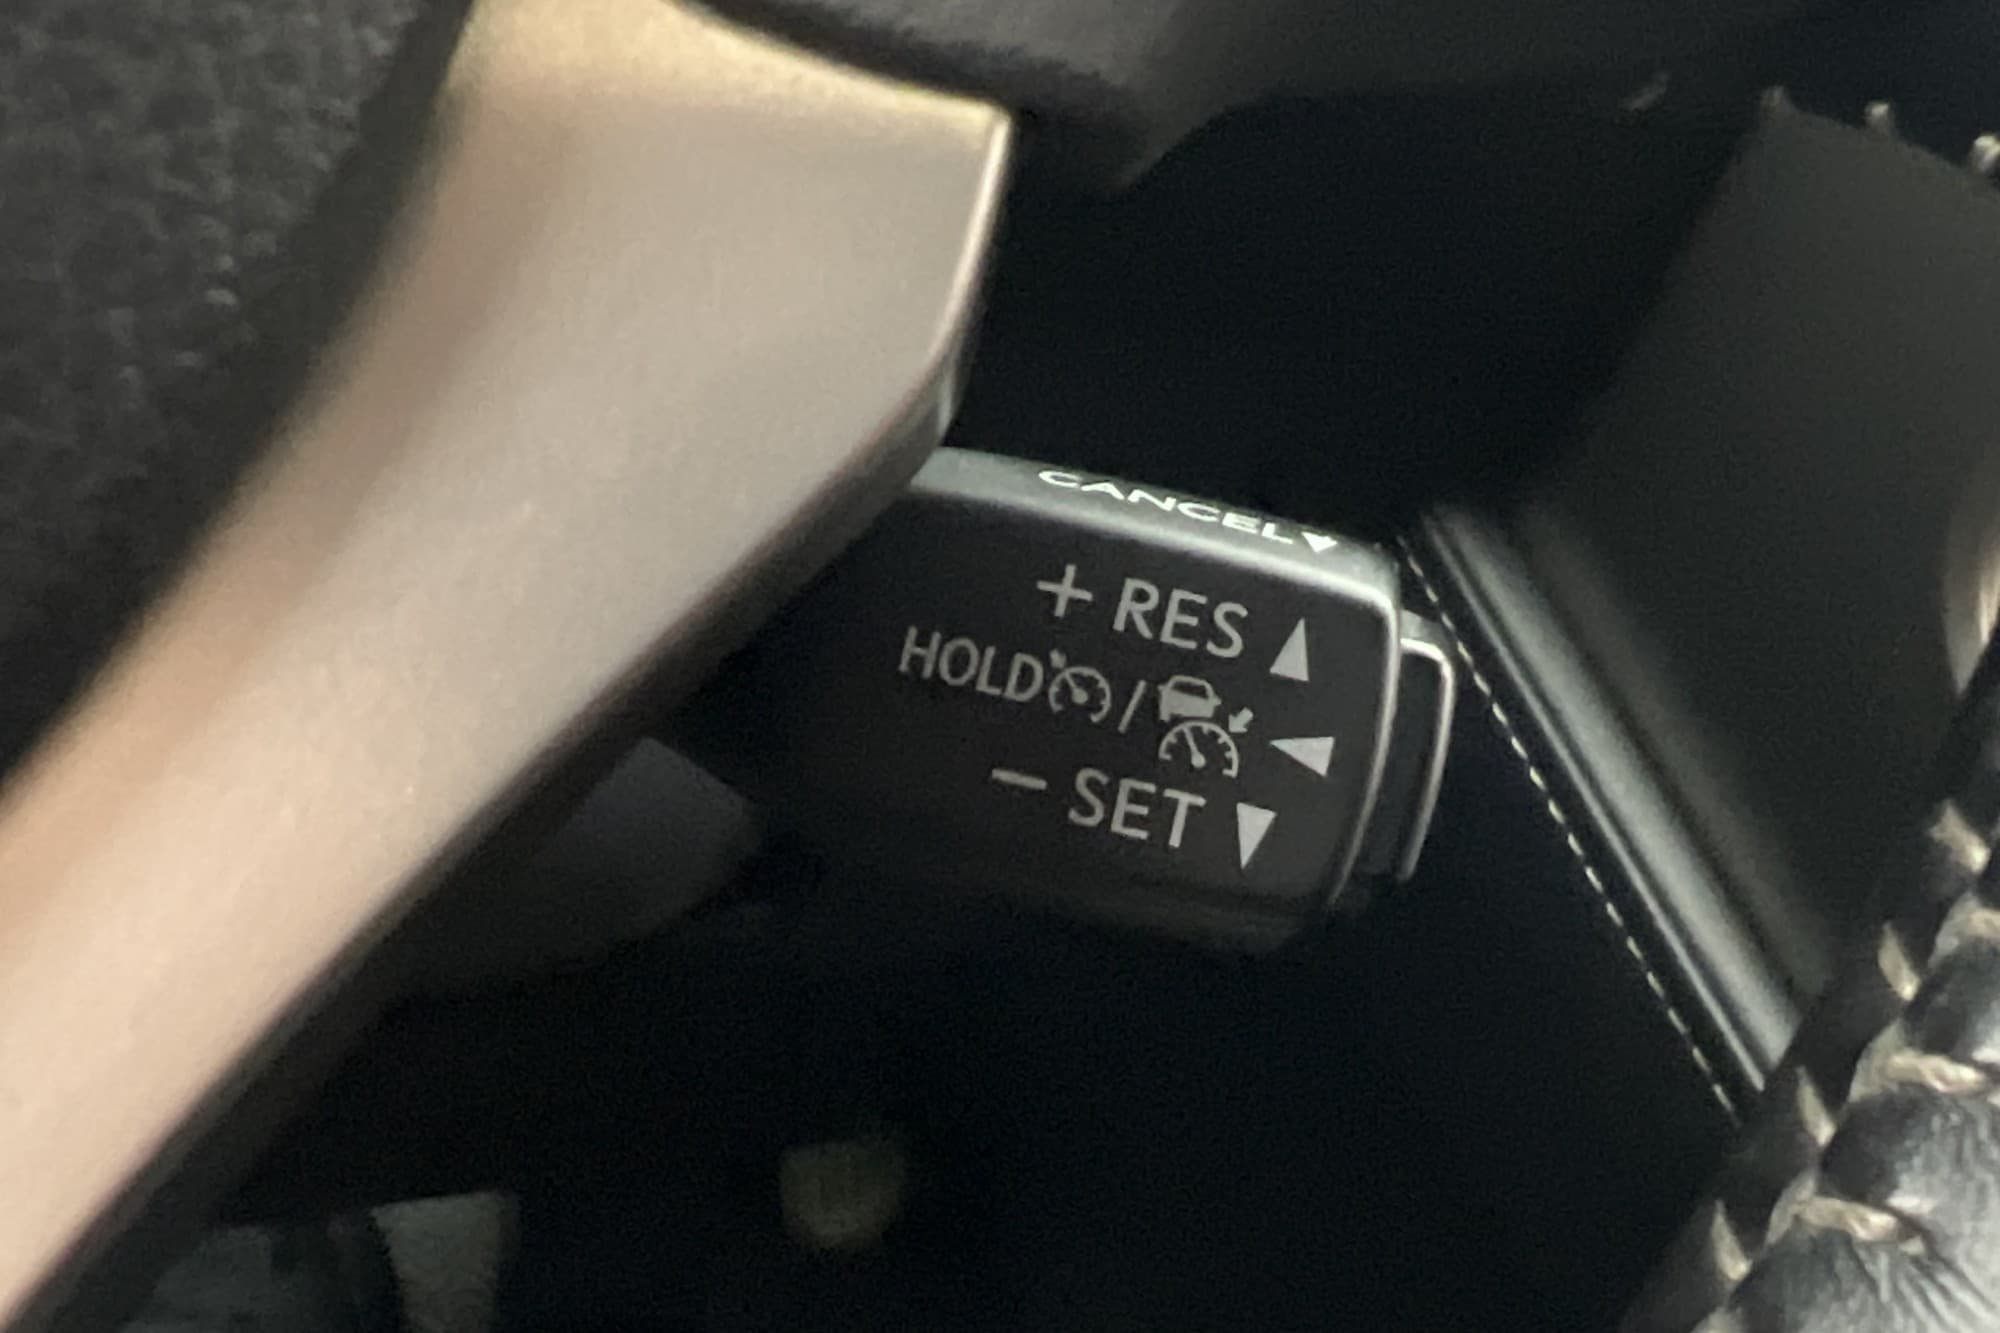 CANCEL▼
+ RES ▲
HOLD / ◀
− SET ▼